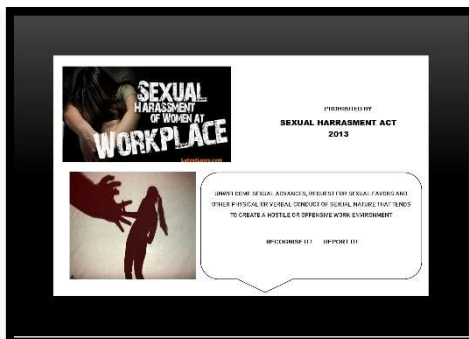 SEXUAL
HARASSMENT
OF WOMEN AT
WORKPLACE
LatestLaws.com
PROHIBITED BY
SEXUAL HARRASMENT ACT
2013
UNWELCOME SEXUAL ADVANCES, REQUEST FOR SEXUAL FAVORS AND
OTHER PHYSICAL OR VERBAL CONDUCT OF SEXUAL NATURE THAT TENDS
TO CREATE A HOSTILE OR OFFENSIVE WORK ENVIRONMENT
RECOGNISE IT! REPORT IT!